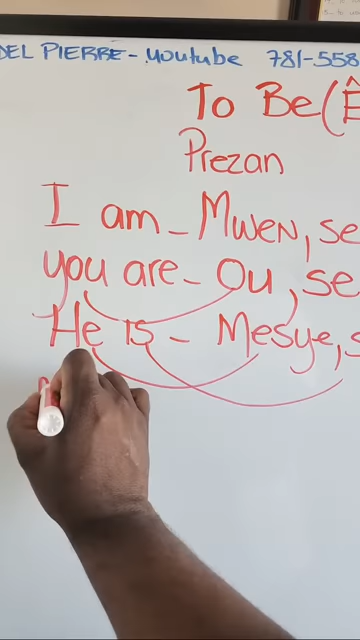 DEL PIERRE - youtube 781-558
To Be (Ê
Prezan
I am - Mwen, se
you are - Ou, se
He is - Mesye, s